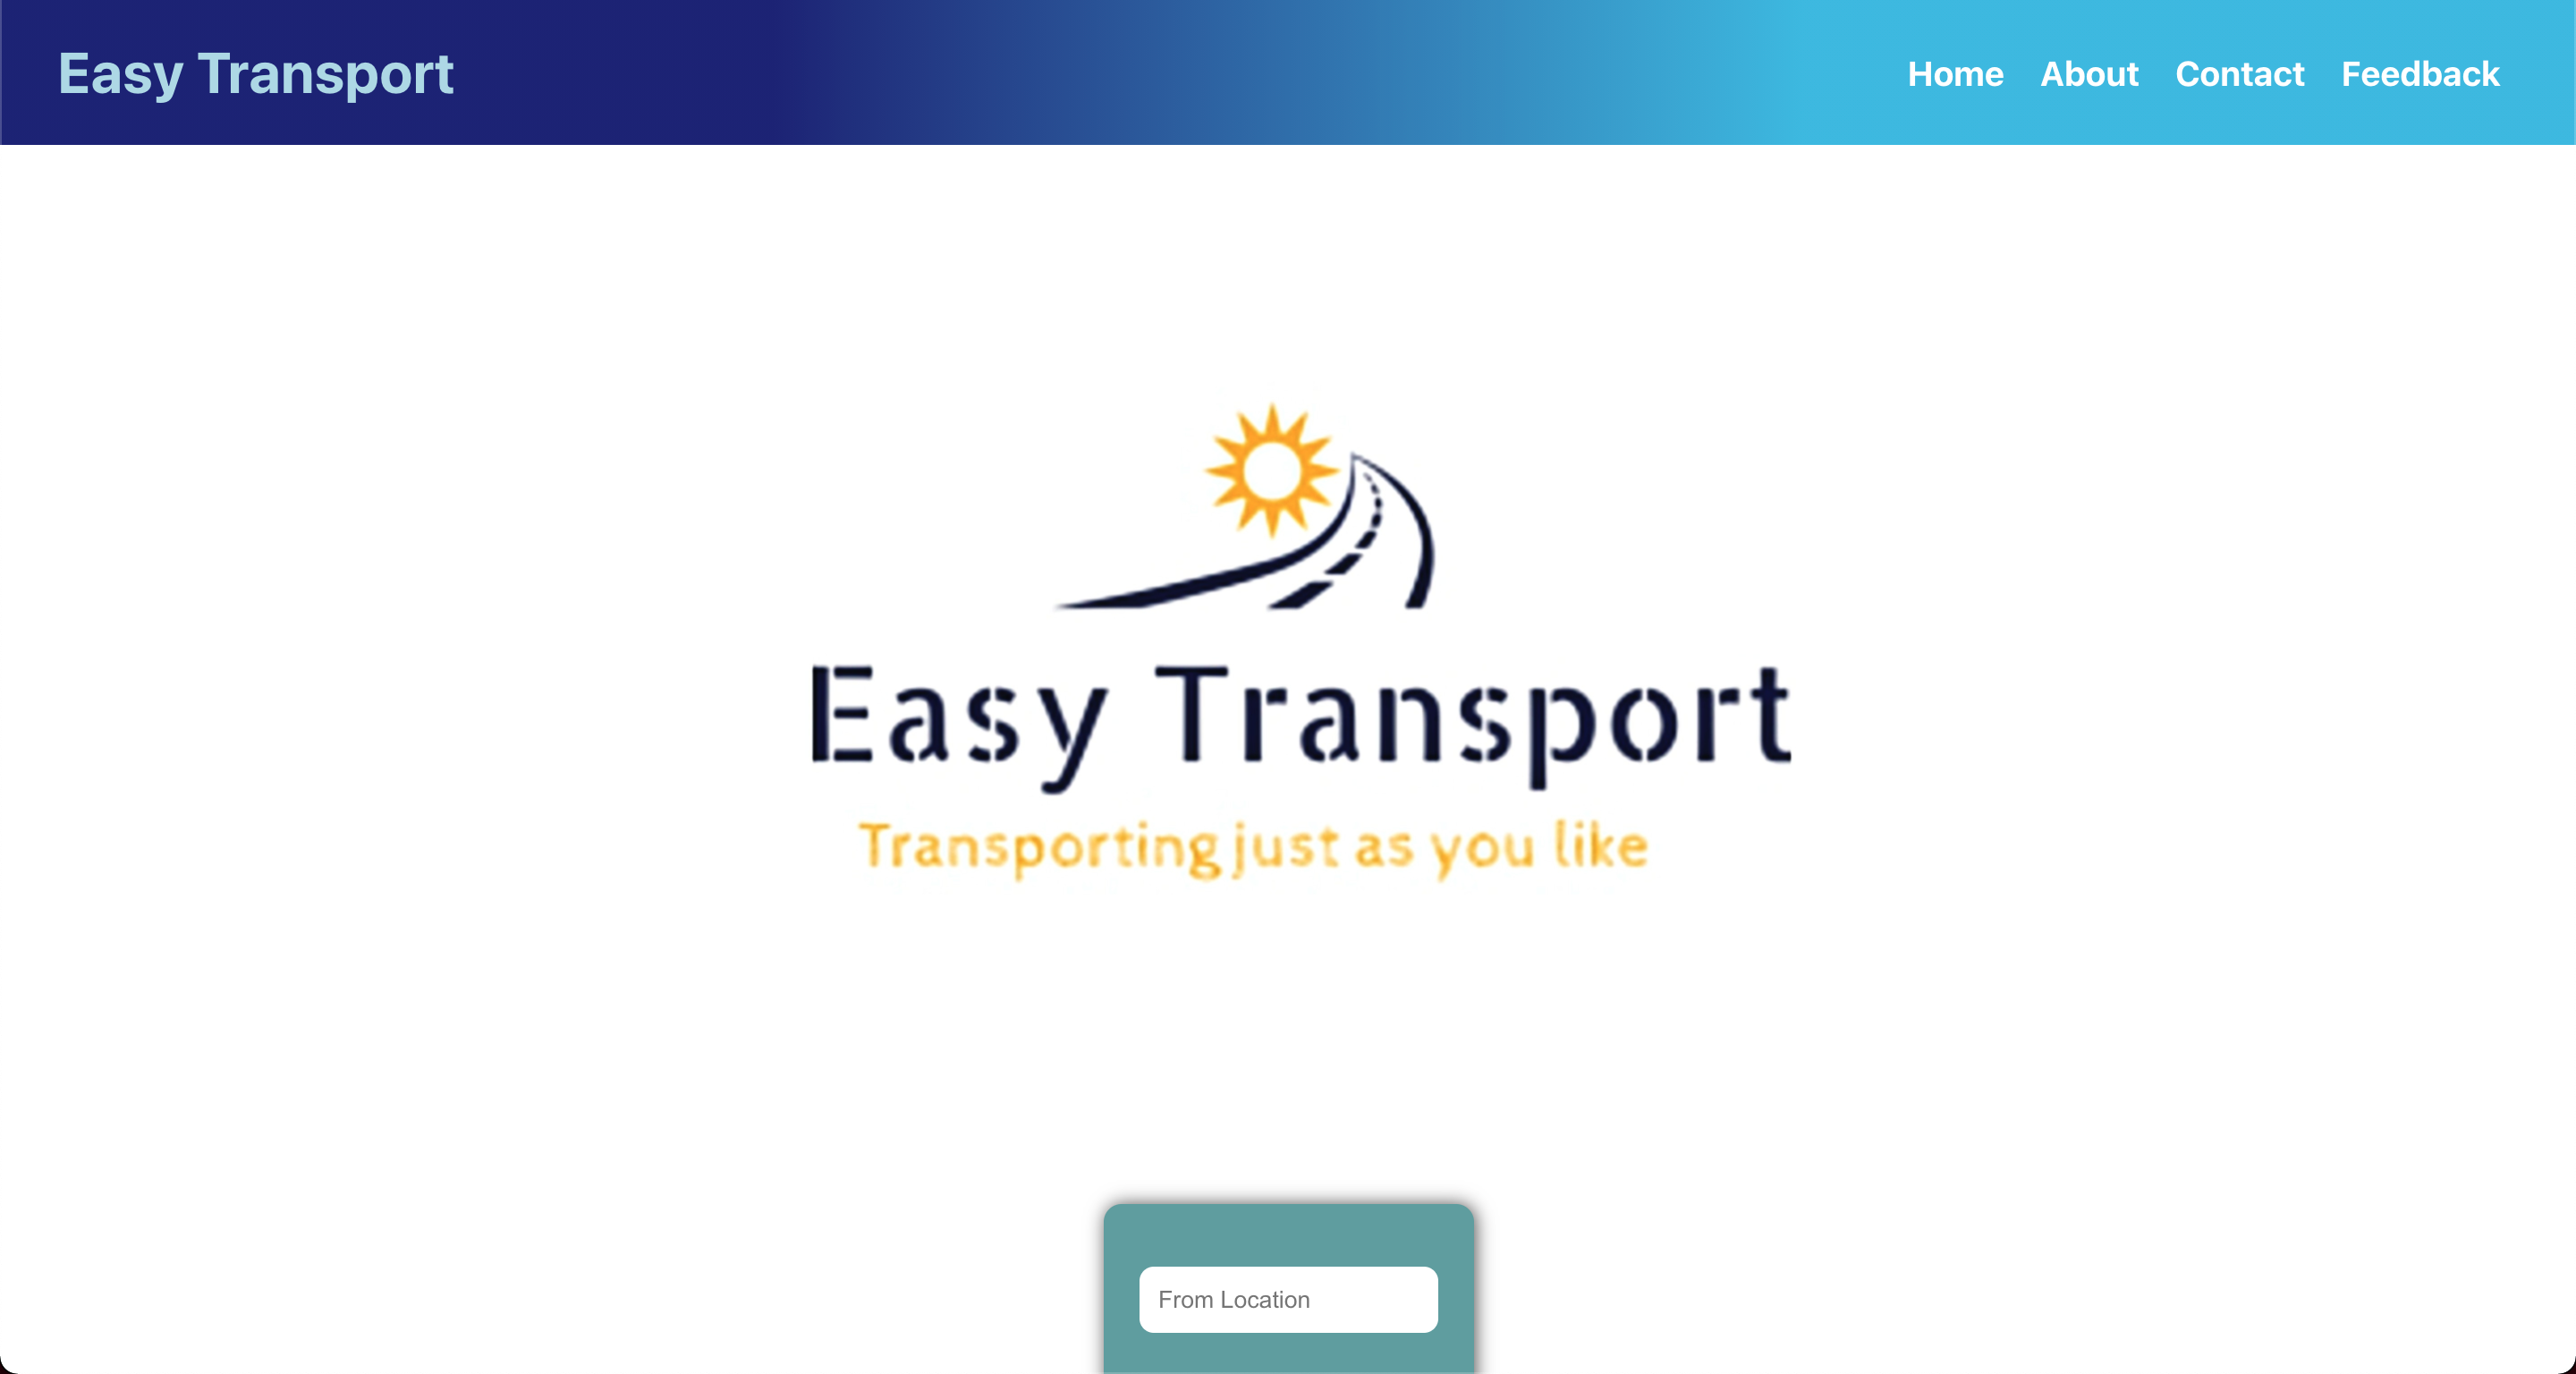 Easy Transport
Home About Contact Feedback
Easy Transport
Transporting just as you like
From Location